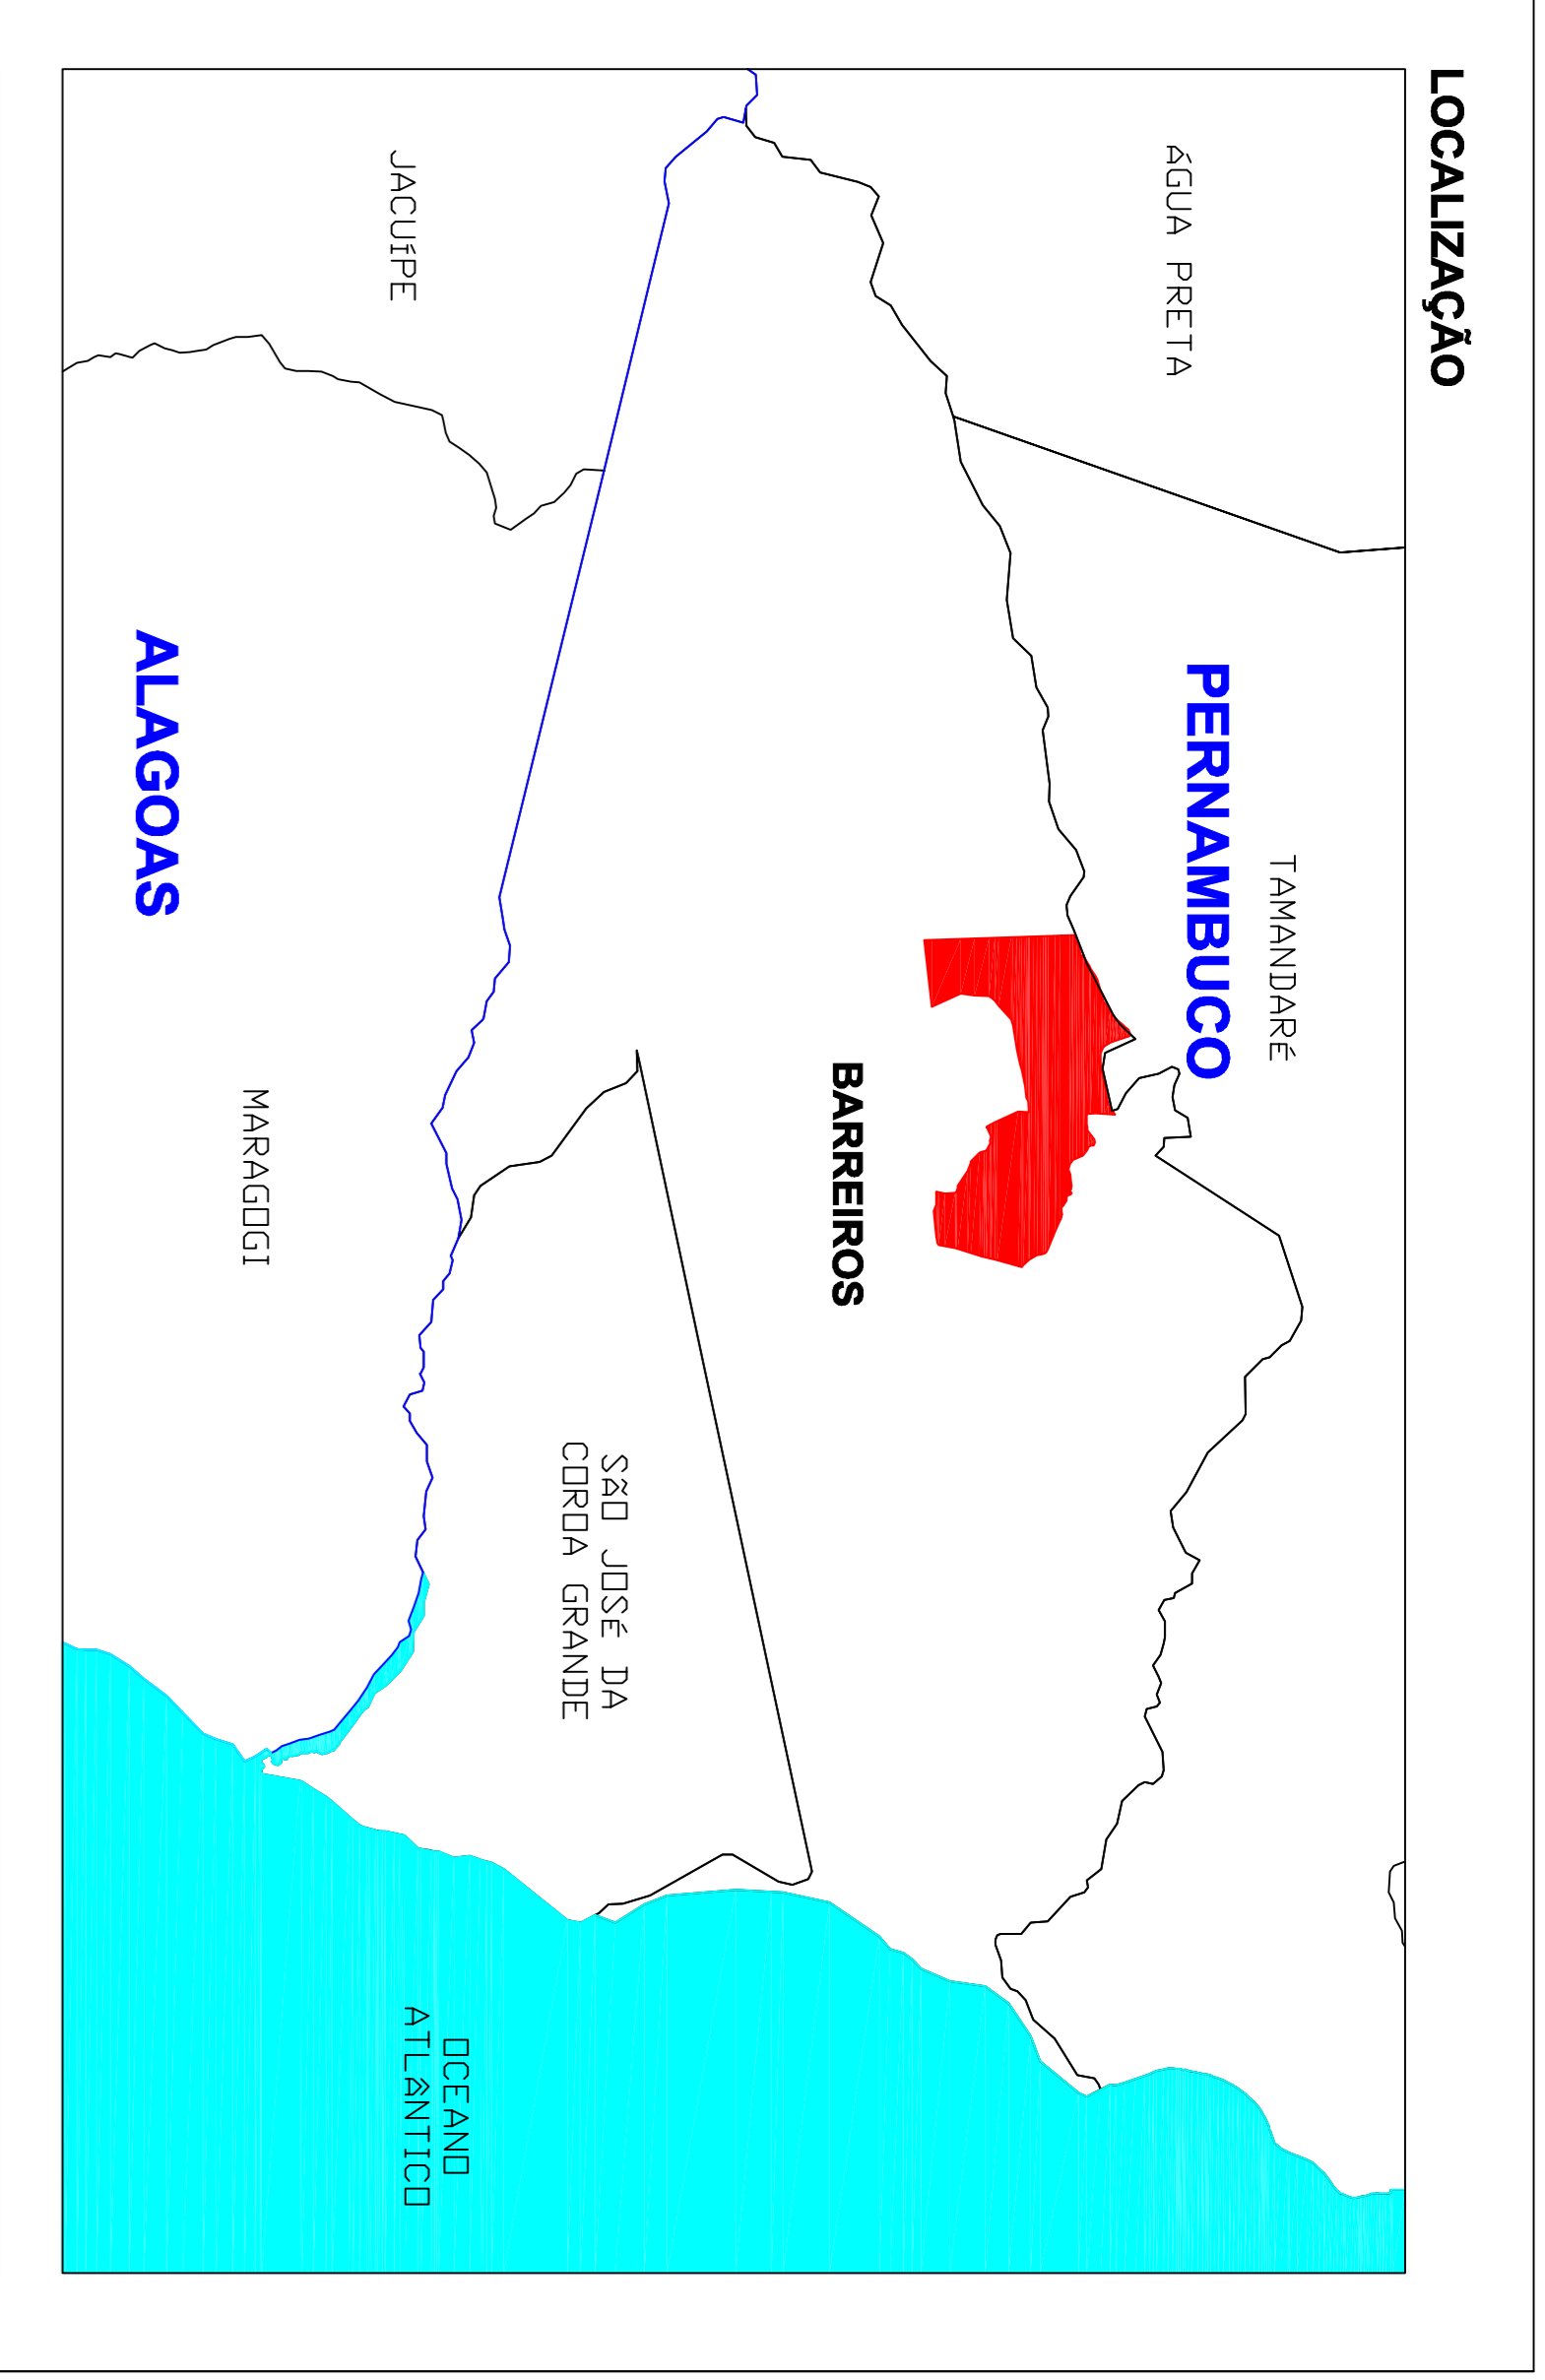 LOCALIZAÇÃO
ÁGUA PRETA
TAMANDARÉ
PERNAMBUCO
BARREIROS
JACUÍPE
SÃO JOSÉ DA
COROA GRANDE
MARAGOGI
ALAGOAS
OCEANO
ATLÂNTICO